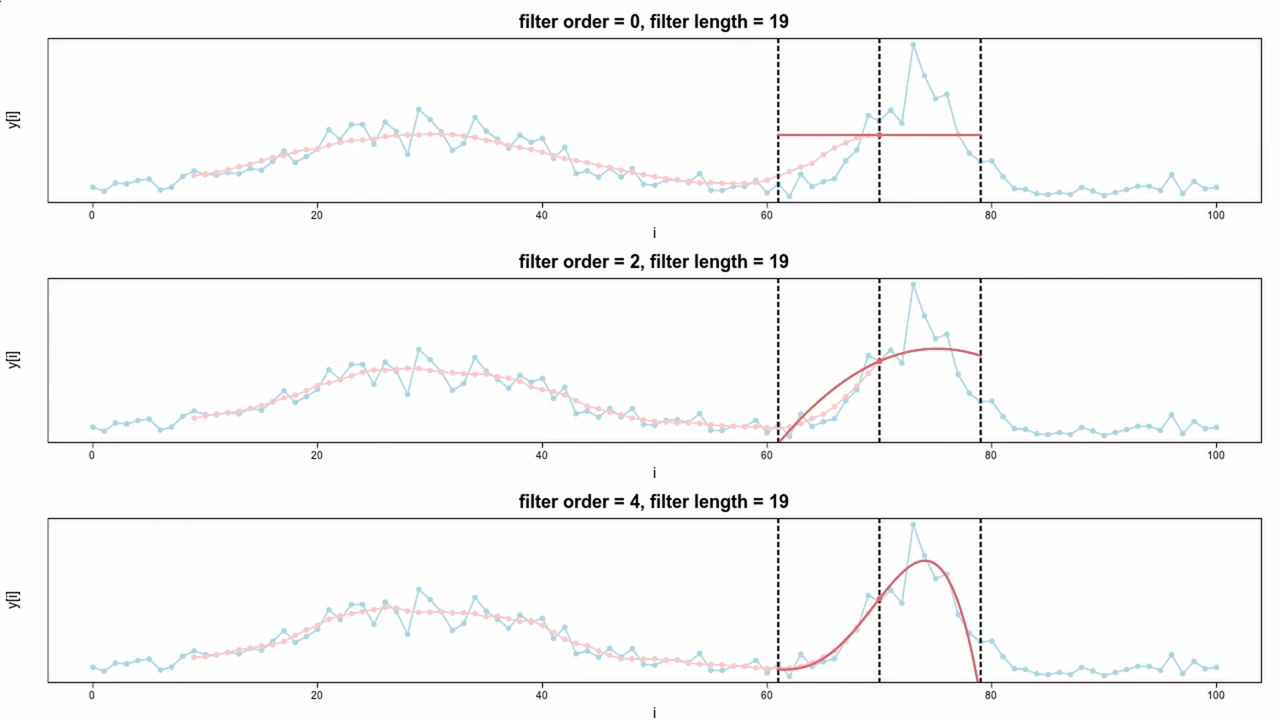 filter order = 0, filter length = 19
y[i]
0 20 40 60 80 100
i
filter order = 2, filter length = 19
y[i]
0 20 40 60 80 100
i
filter order = 4, filter length = 19
y[i]
0 20 40 60 80 100
i